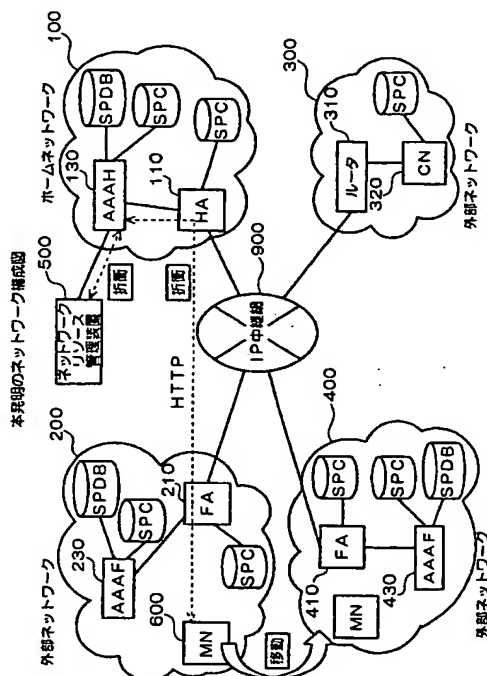 本発明のネットワーク構成図
外部ネットワーク
200
230
AAAF
SPDB
SPC
210
FA
SPC
600
MN
移動
500
ネットワーク
リソース
管理装置
折衝
折衝
HTTP
ホームネットワーク
100
130
AAAH
SPDB
SPC
110
HA
SPC
900
IP中継網
300
310
ルータ
SPC
320
CN
外部ネットワーク
400
410
FA
SPC
SPC
SPDB
430
AAAF
MN
外部ネットワーク